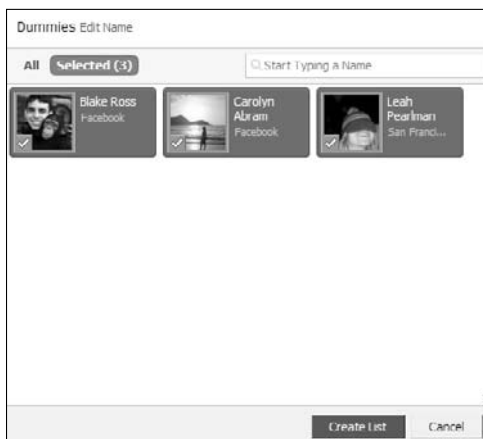 Dummies Edit Name
All Selected (3) Start Typing a Name
Blake Ross
Facebook
Carolyn
Abram
Facebook
Leah
Pearlman
San Franci...
Create List Cancel